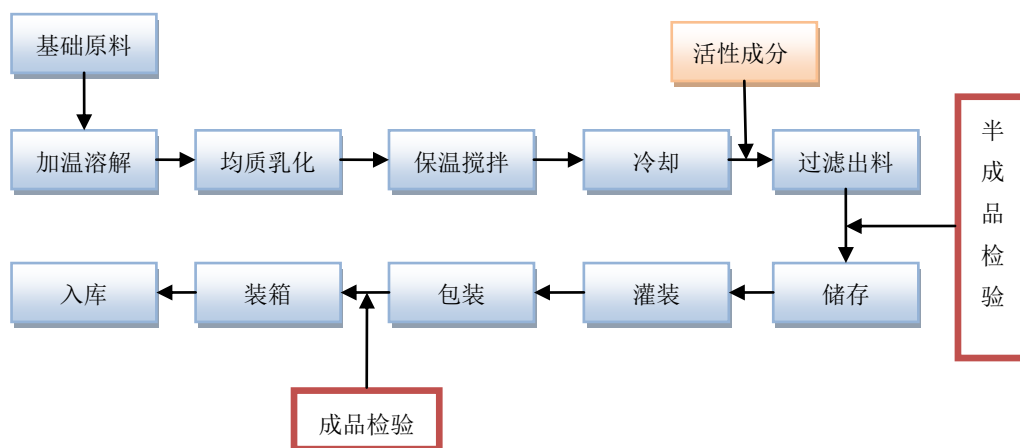 基础原料
活性成分
加温溶解
均质乳化
保温搅拌
冷却
过滤出料
半
成
品
检
验
入库
装箱
包装
灌装
储存
成品检验